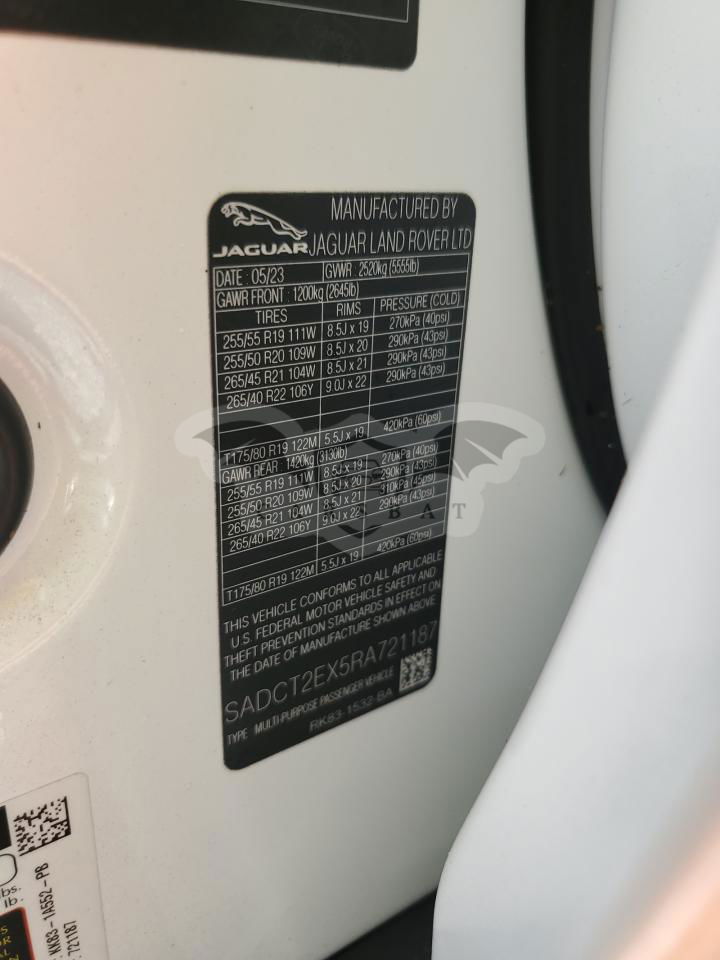 MANUFACTURED BY
JAGUAR JAGUAR LAND ROVER LTD
DATE : 05/23 GVWR : 2520kg (5555lb)
GAWR FRONT : 1200kg (2645lb)
TIRES RIMS PRESSURE (COLD)
255/55 R19 111W 8.5J x 19 270kPa (40psi)
255/50 R20 109W 8.5J x 20 290kPa (43psi)
265/45 R21 104W 8.5J x 21 290kPa (43psi)
265/40 R22 106Y 9.0J x 22 290kPa (43psi)
T175/80 R19 122M 5.5J x 19 420kPa (60psi)
GAWR REAR : 1420kg (3130lb)
255/55 R19 111W 8.5J x 19 270kPa (40psi)
255/50 R20 109W 8.5J x 20 290kPa (43psi)
265/45 R21 104W 8.5J x 21 310kPa (45psi)
265/40 R22 106Y 9.0J x 22 290kPa (43psi)
T175/80 R19 122M 5.5J x 19 420kPa (60psi)
THIS VEHICLE CONFORMS TO ALL APPLICABLE
U.S. FEDERAL MOTOR VEHICLE SAFETY AND
THEFT PREVENTION STANDARDS IN EFFECT ON
THE DATE OF MANUFACTURE SHOWN ABOVE
SADCT2EX5RA721187
TYPE MULTI-PURPOSE PASSENGER VEHICLE
RK83-1532-BA
bs.
lb.
: KK83-1A552-PB
: 721187
BAT